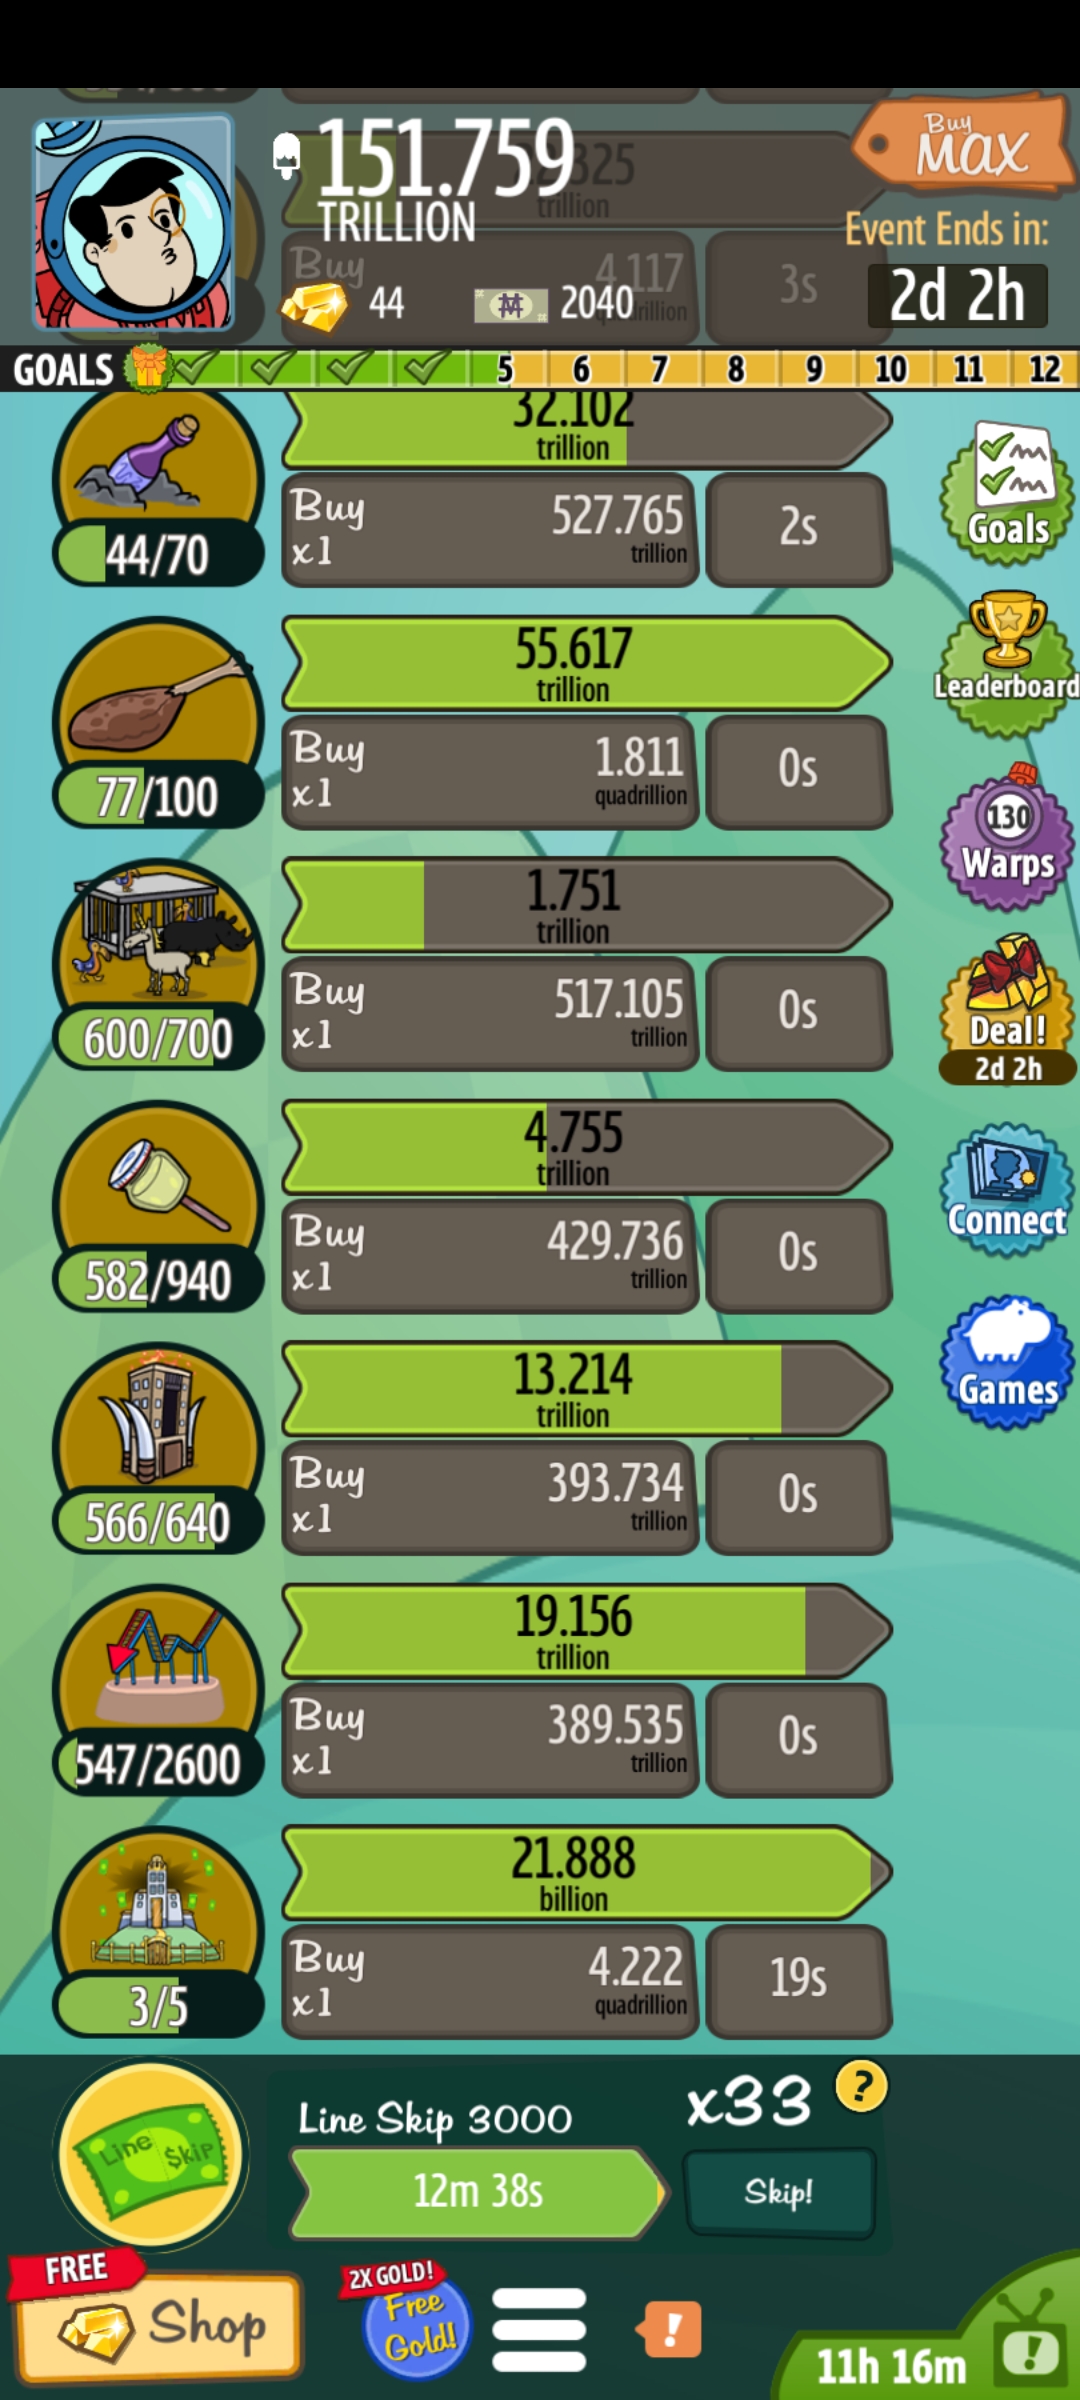 151.759
TRILLION
Buy
MAX
Event Ends in:
2d 2h
44
2040
trillion
Buy
4.117
3s
GOALS
5
6
7
8
9
10
11
12
32.102
trillion
44/70
Buy
x1
527.765
trillion
2s
Goals
55.617
trillion
77/100
Buy
x1
1.811
quadrillion
0s
Leaderboard
1.751
trillion
600/700
Buy
x1
517.105
trillion
0s
130
Warps
Deal!
2d 2h
4.755
trillion
582/940
Buy
x1
429.736
trillion
0s
Connect
13.214
trillion
566/640
Buy
x1
393.734
trillion
0s
Games
19.156
trillion
547/2600
Buy
x1
389.535
trillion
0s
21.888
billion
3/5
Buy
x1
4.222
quadrillion
19s
Line $kip
Line Skip 3000
x33
?
12m 38s
Skip!
FREE
Shop
2X GOLD!
Free
Gold!
!
11h 16m
!